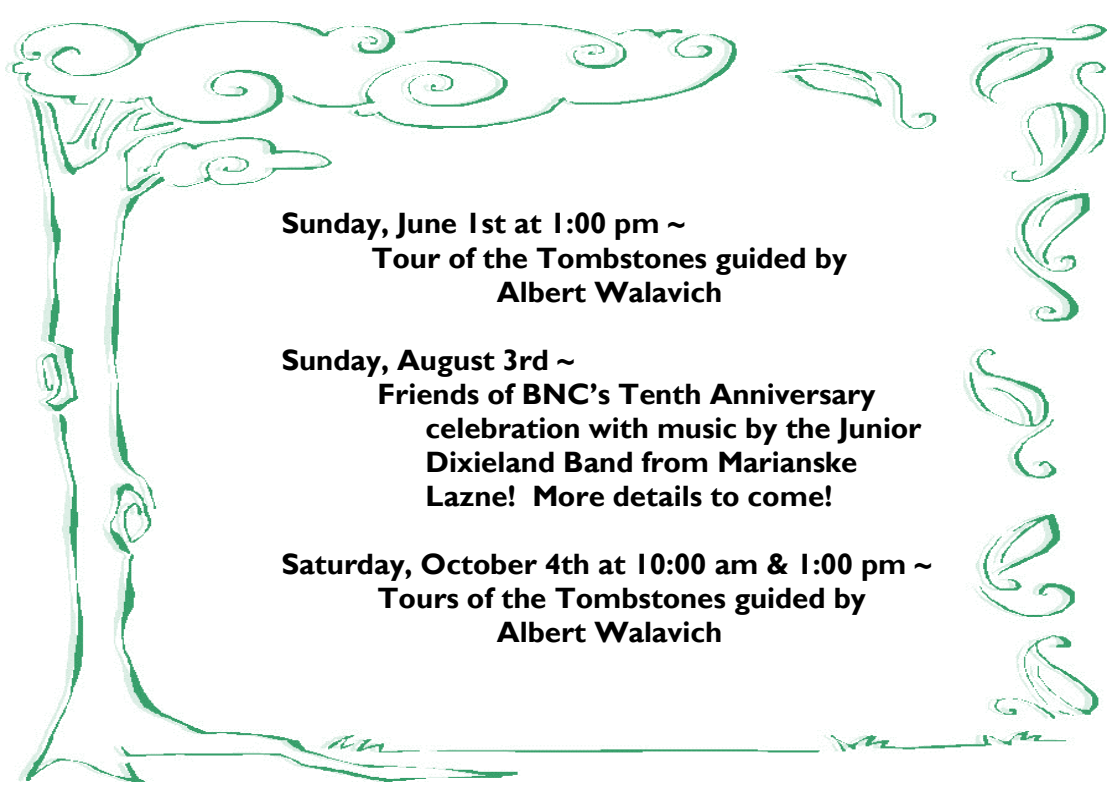 Sunday, June 1st at 1:00 pm ~
Tour of the Tombstones guided by
Albert Walavich
Sunday, August 3rd ~
Friends of BNC’s Tenth Anniversary
celebration with music by the Junior
Dixieland Band from Marianske
Lazne!  More details to come!
Saturday, October 4th at 10:00 am & 1:00 pm ~
Tours of the Tombstones guided by
Albert Walavich